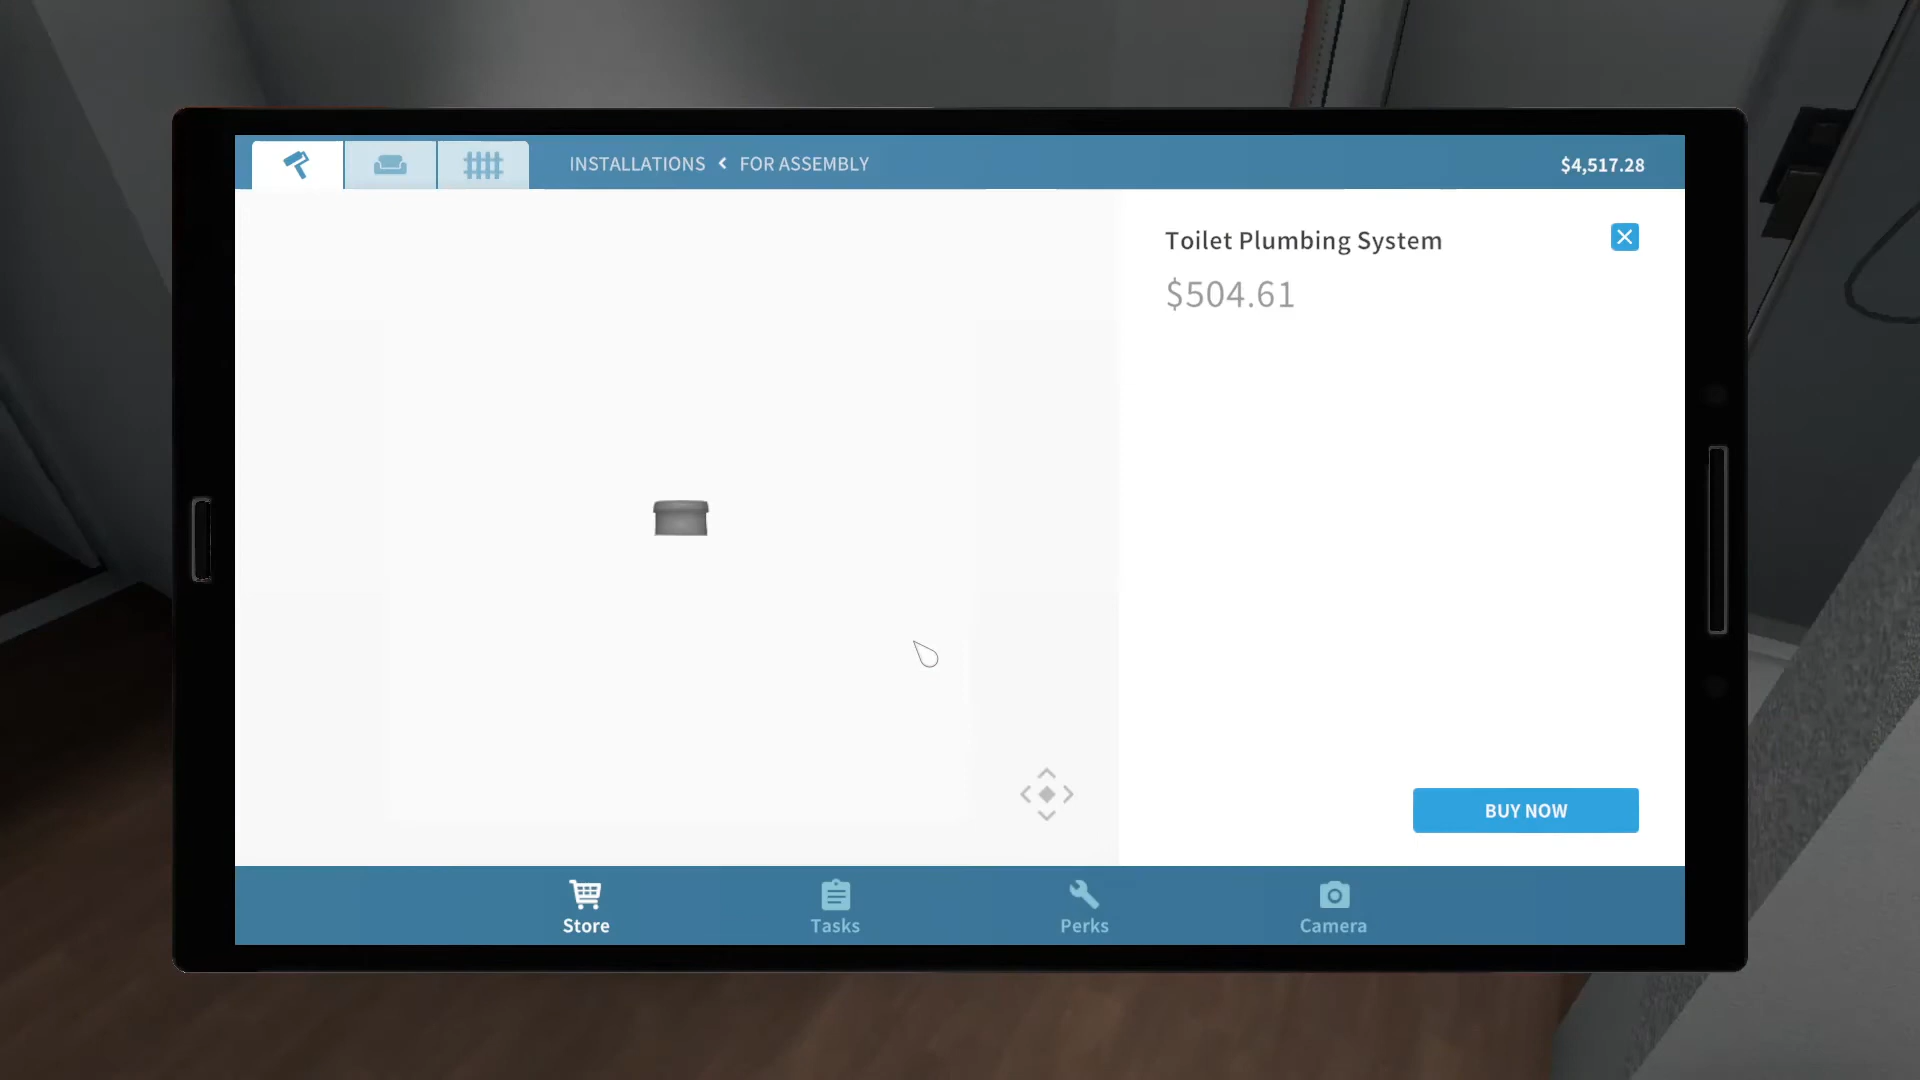 INSTALLATIONS < FOR ASSEMBLY
$4,517.28
Toilet Plumbing System
$504.61
BUY NOW
Store
Tasks
Perks
Camera